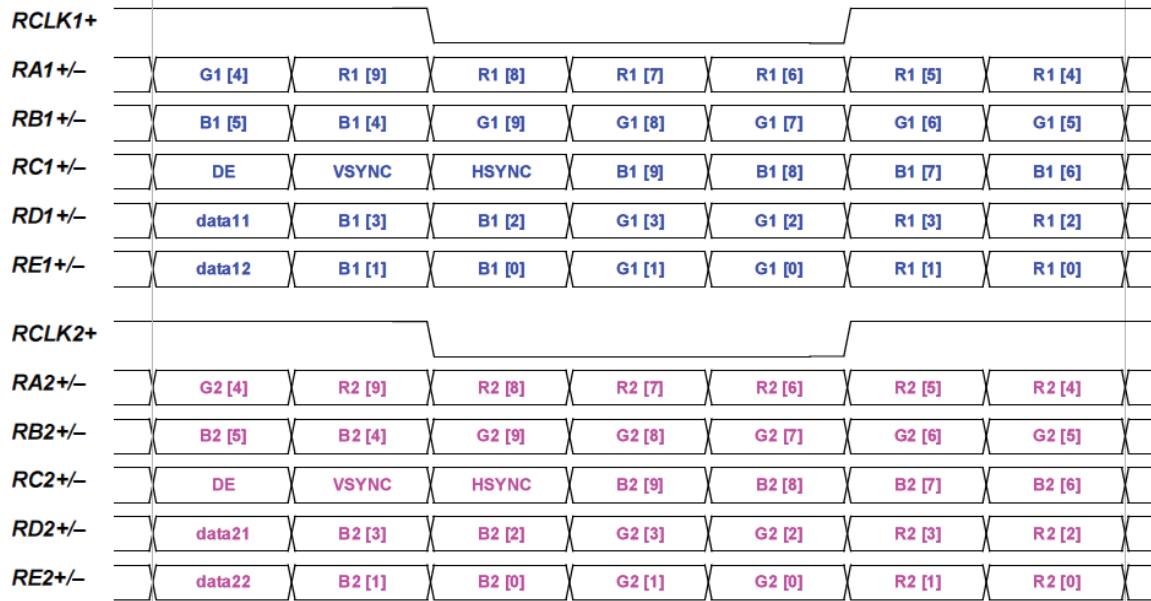 RCLK1+
RA1+/– G1 [4] R1 [9] R1 [8] R1 [7] R1 [6] R1 [5] R1 [4]
RB1+/– B1 [5] B1 [4] G1 [9] G1 [8] G1 [7] G1 [6] G1 [5]
RC1+/– DE VSYNC HSYNC B1 [9] B1 [8] B1 [7] B1 [6]
RD1+/– data11 B1 [3] B1 [2] G1 [3] G1 [2] R1 [3] R1 [2]
RE1+/– data12 B1 [1] B1 [0] G1 [1] G1 [0] R1 [1] R1 [0]
RCLK2+
RA2+/– G2 [4] R2 [9] R2 [8] R2 [7] R2 [6] R2 [5] R2 [4]
RB2+/– B2 [5] B2 [4] G2 [9] G2 [8] G2 [7] G2 [6] G2 [5]
RC2+/– DE VSYNC HSYNC B2 [9] B2 [8] B2 [7] B2 [6]
RD2+/– data21 B2 [3] B2 [2] G2 [3] G2 [2] R2 [3] R2 [2]
RE2+/– data22 B2 [1] B2 [0] G2 [1] G2 [0] R2 [1] R2 [0]